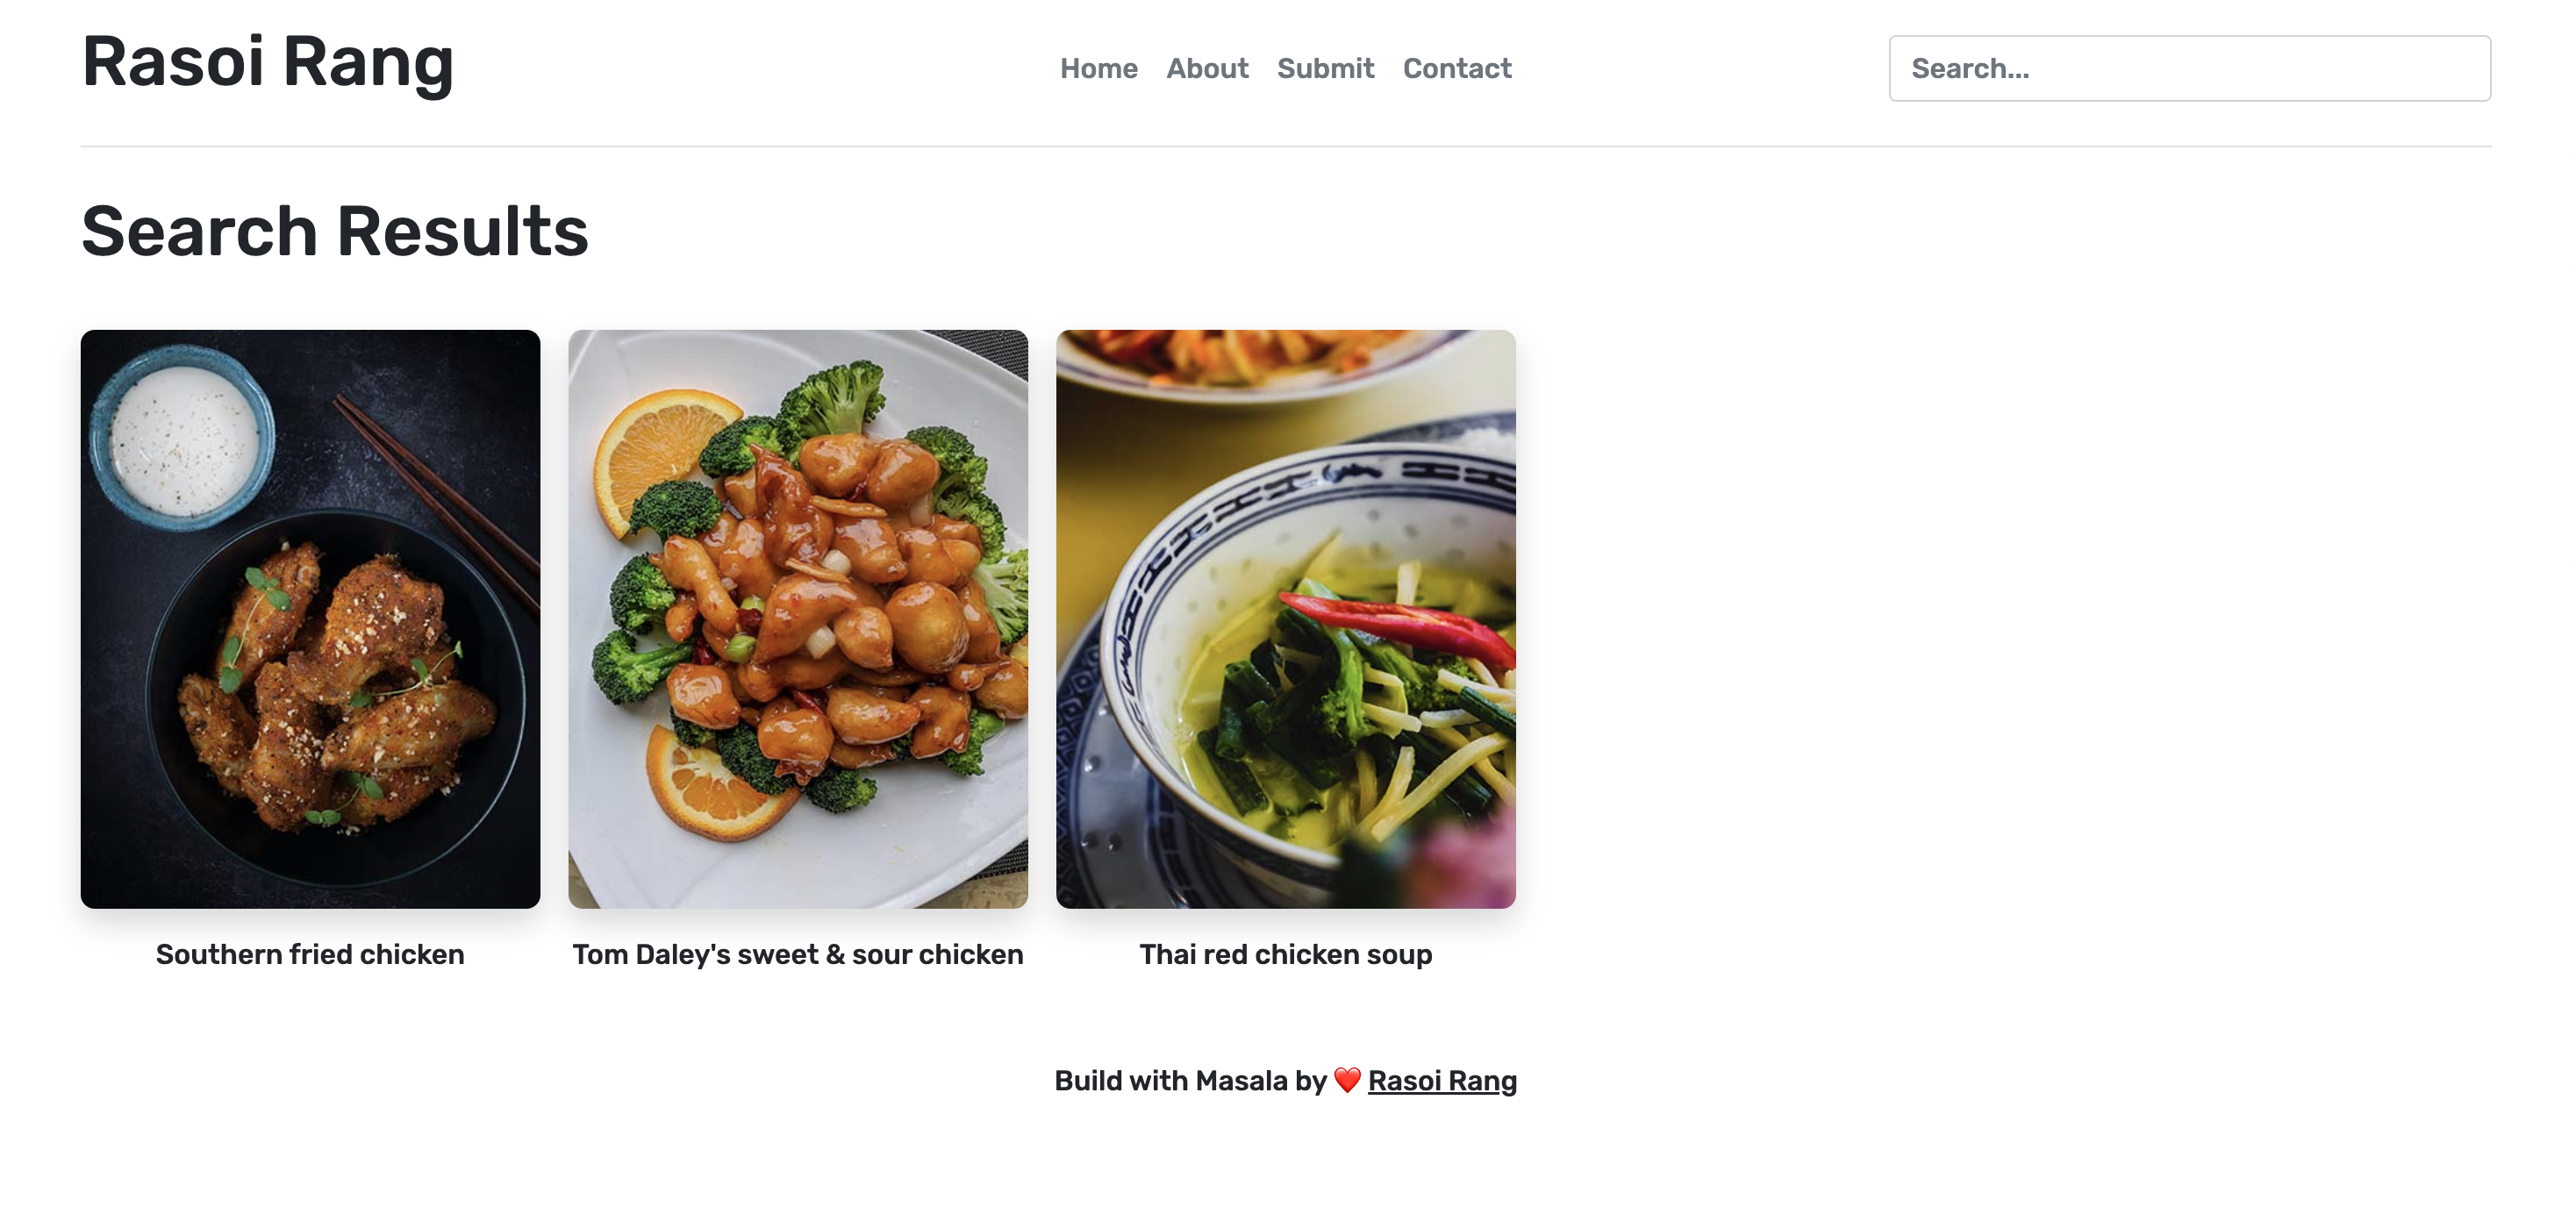 Rasoi Rang
Home About Submit Contact
Search...
Search Results
Southern fried chicken
Tom Daley's sweet & sour chicken
Thai red chicken soup
Build with Masala by ❤️ Rasoi Rang